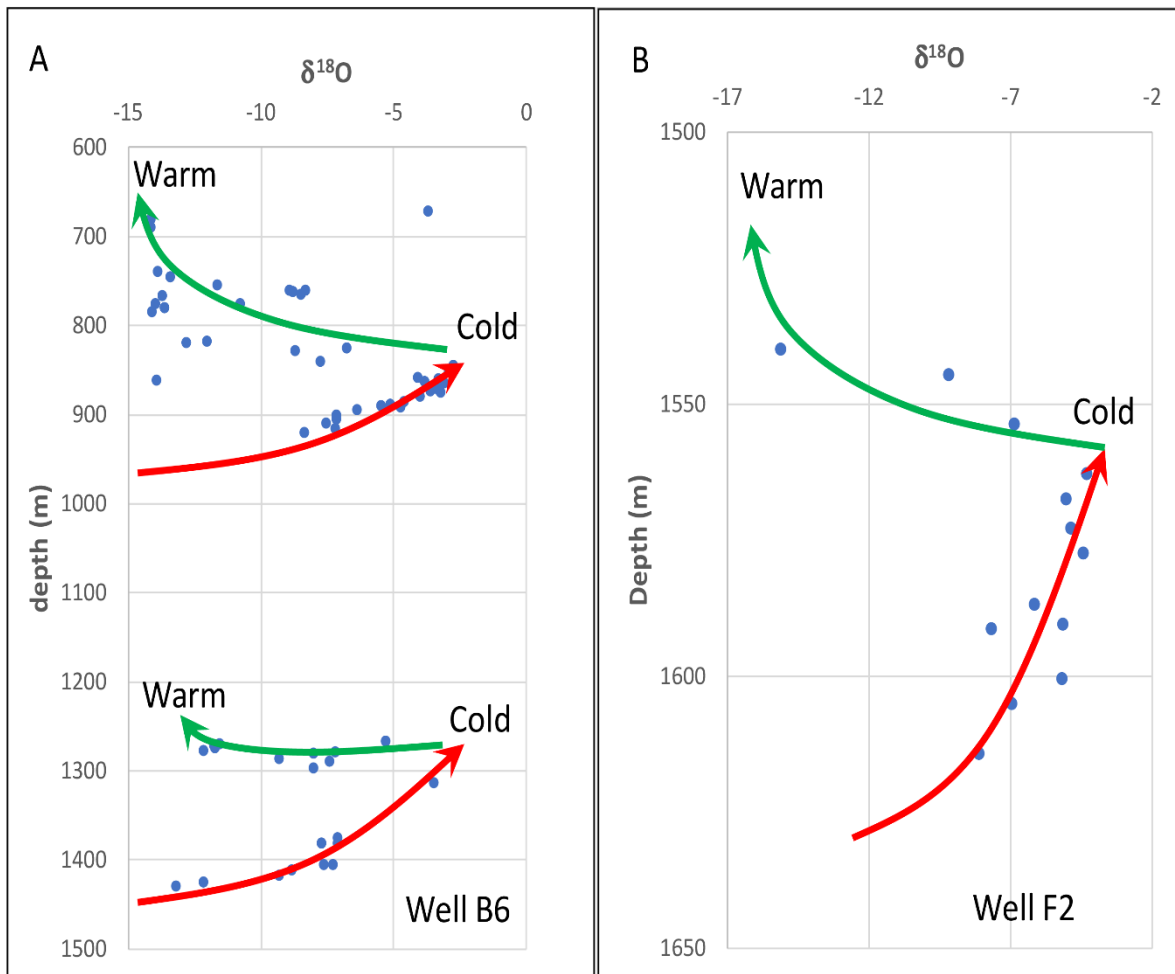 A
δ¹⁸O
-15 -10 -5 0
600
Warm
700
800
Cold
900
1000
depth (m)
1100
1200
Warm
Cold
1300
1400
Well B6
1500
B
δ¹⁸O
-17 -12 -7 -2
1500
Warm
1550
Cold
Depth (m)
1600
Well F2
1650